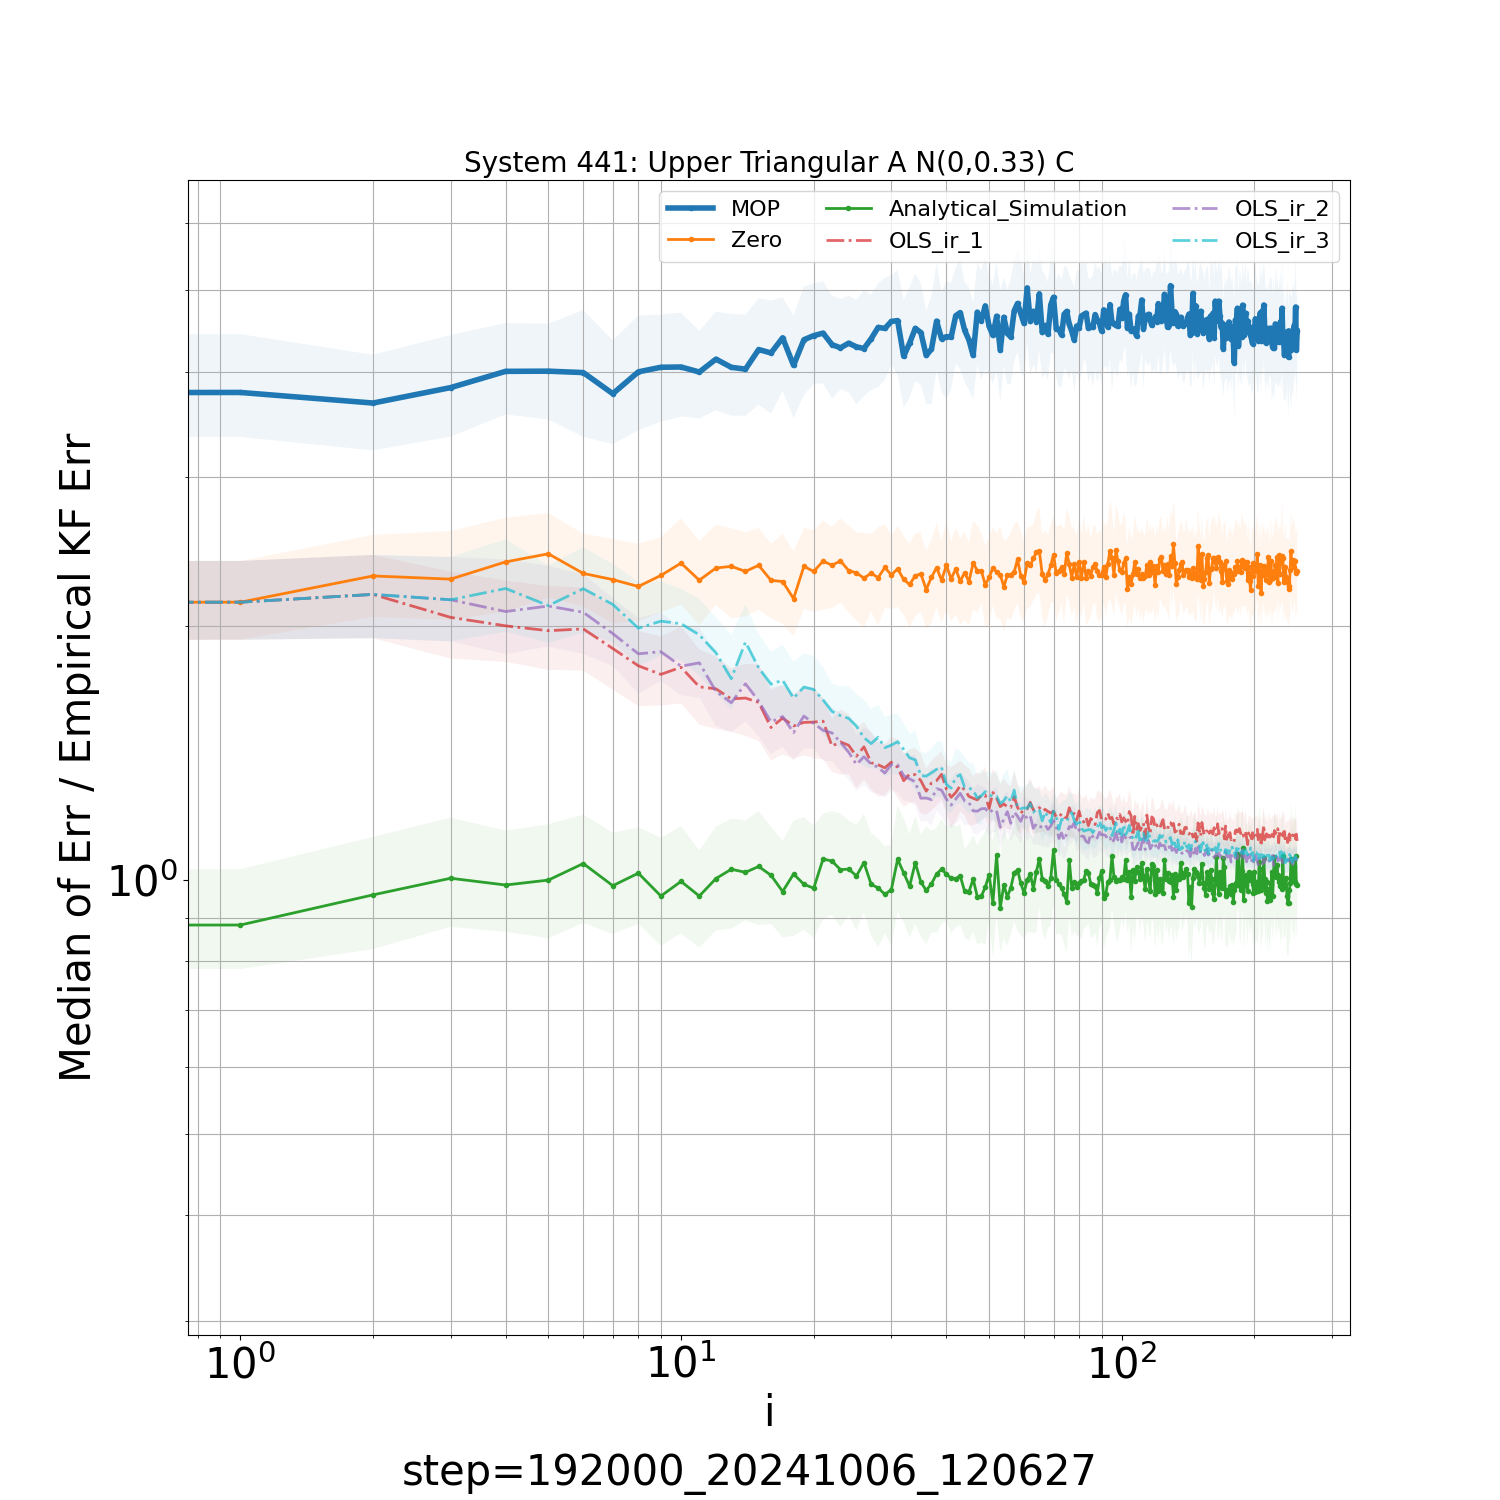 System 441: Upper Triangular A N(0,0.33) C
MOP
Zero
Analytical_Simulation
OLS_ir_1
OLS_ir_2
OLS_ir_3
Median of Err / Empirical KF Err
10⁰
10⁰
10¹
10²
i
step=192000_20241006_120627